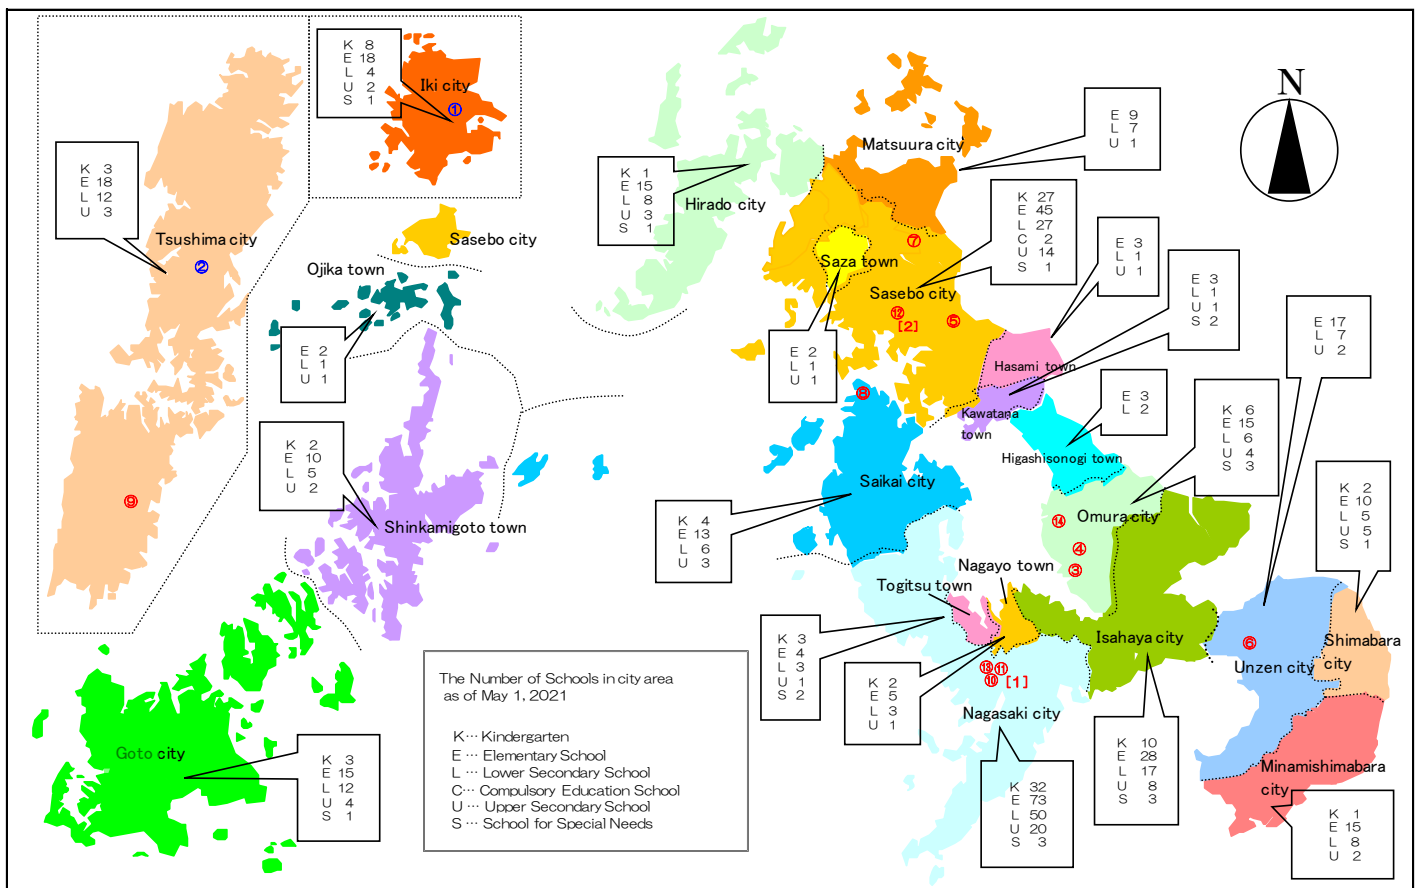 K 8
E 18
L 4
U 2
S 1
Iki city
①
K 3
E 18
L 12
U 3
Tsushima city
②
⑨
Sasebo city
Ojika town
E 2
L 1
U 1
K 2
E 10
L 5
U 2
Shinkamigoto town
Goto city
K 3
E 15
L 12
U 4
S 1
K 1
E 15
L 8
U 3
S 1
Hirado city
Matsuura city
E 9
L 7
U 1
N
K 27
E 45
L 27
C 2
U 14
S 1
⑦
Saza town
Sasebo city
⑫
[2]
⑤
E 2
L 1
U 1
E 3
L 1
U 1
E 3
L 1
U 1
S 2
Hasami town
Kawatana
town
E 3
L 2
Higashisonogi town
E 17
L 7
U 2
K 6
E 15
L 6
U 4
S 3
K 2
E 10
L 5
U 5
S 1
⑧
Saikai city
K 4
E 13
L 6
U 3
Omura city
⑭
④
③
Nagayo town
Togitsu town
K 3
E 4
L 3
U 1
S 2
K 2
E 5
L 3
U 1
Isahaya city
K 10
E 28
L 17
U 8
S 3
⑥
Unzen city
Shimabara
city
⑬
⑪
⑩
[1]
Nagasaki city
K 32
E 73
L 50
U 20
S 3
Minamishimabara
city
K 1
E 15
L 8
U 2
The Number of Schools in city area
as of May 1, 2021
K… Kindergarten
E … Elementary School
L … Lower Secondary School
C… Compulsory Education School
U … Upper Secondary School
S … School for Special Needs